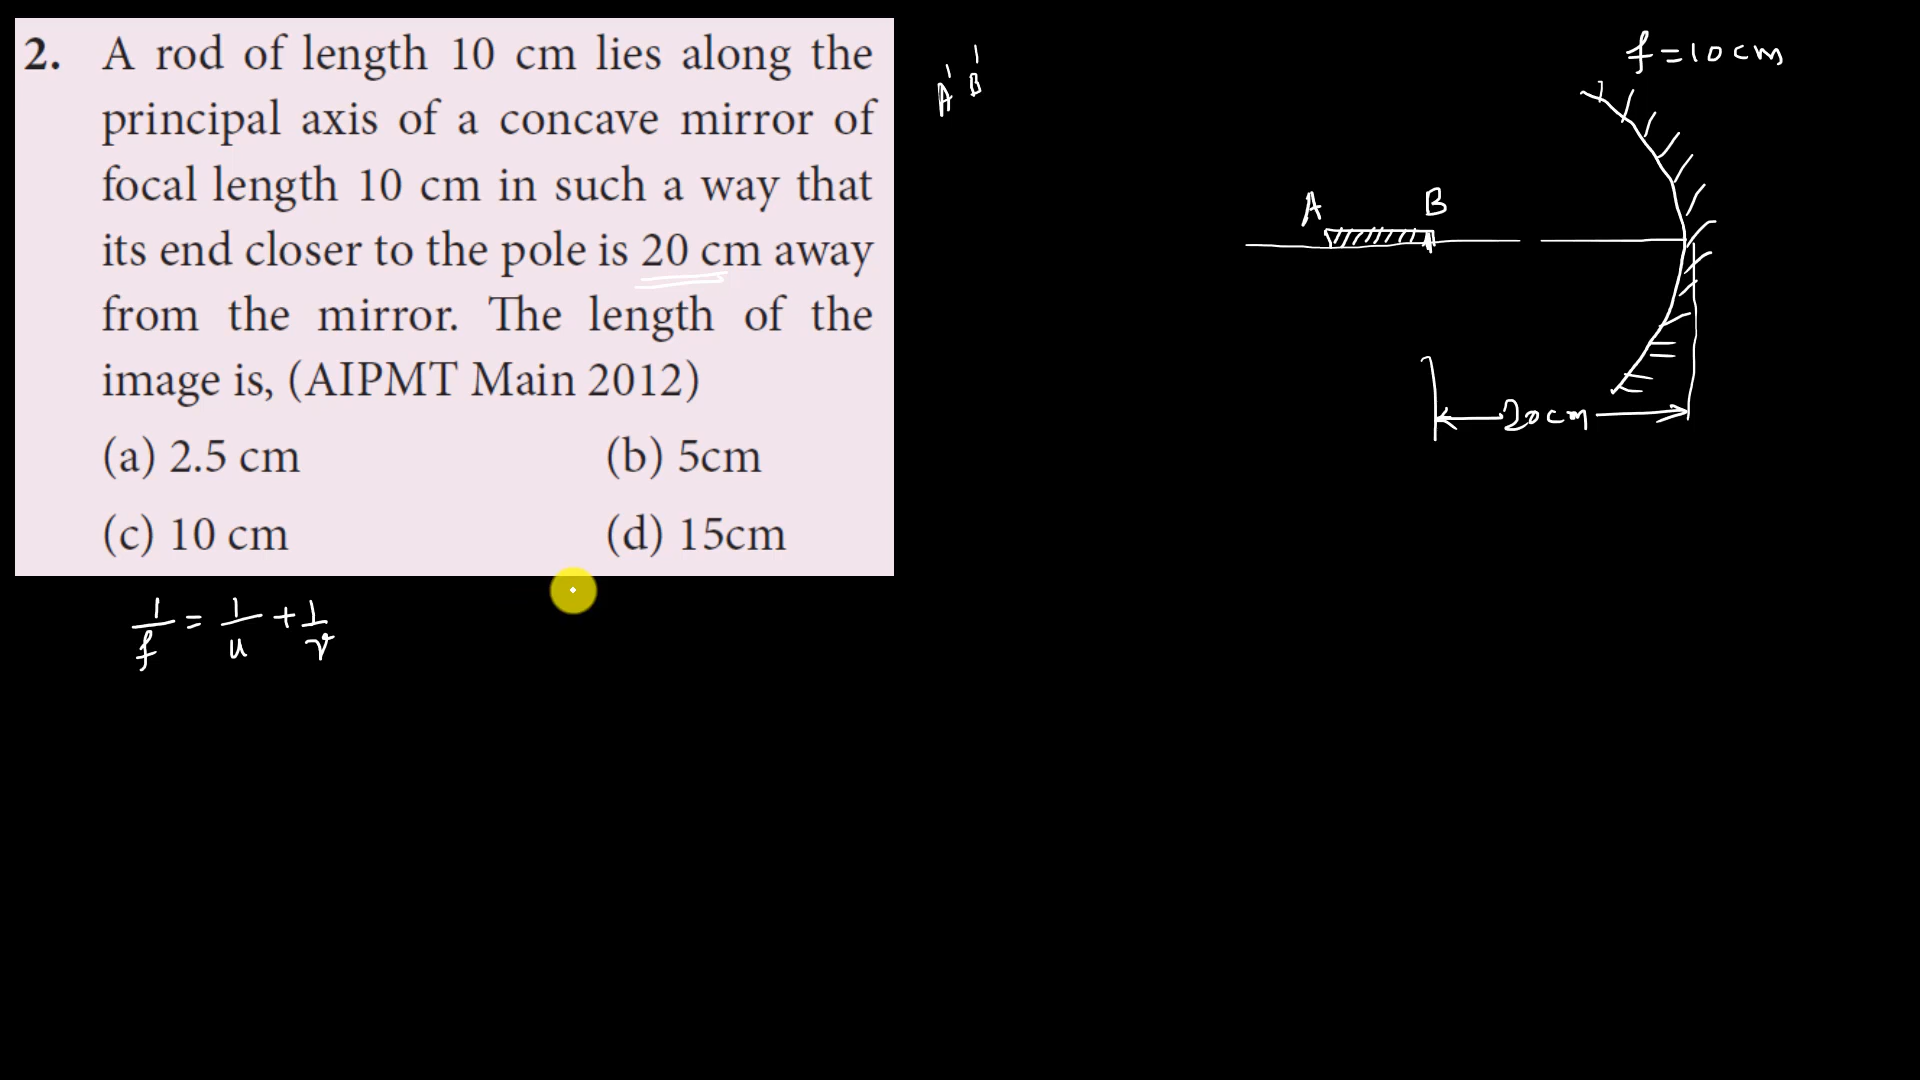 2. A rod of length 10 cm lies along the
principal axis of a concave mirror of
focal length 10 cm in such a way that
its end closer to the pole is 20 cm away
from the mirror. The length of the
image is, (AIPMT Main 2012)
(a) 2.5 cm (b) 5cm
(c) 10 cm (d) 15cm
1/f = 1/u + 1/v
A' B'
f = 10 cm
A B
20cm